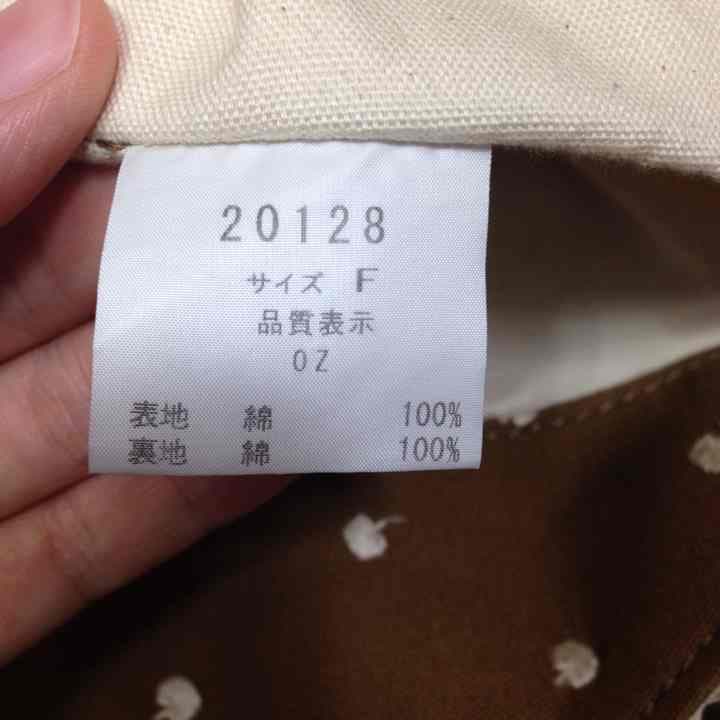 20128
サイズ F
品質表示
OZ
表地 綿 100%
裏地 綿 100%